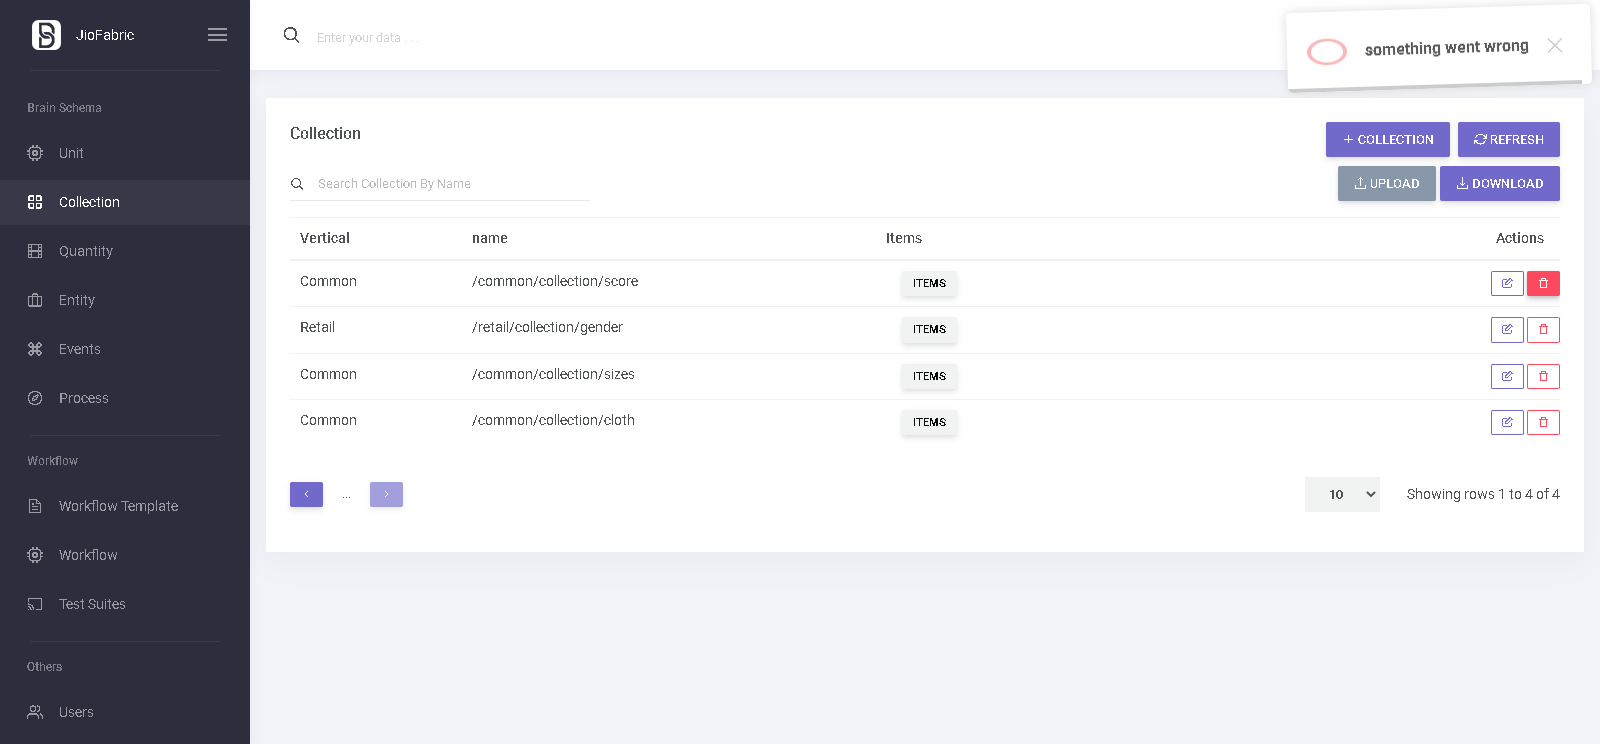 JioFabric
Enter your data . . .
something went wrong
Brain Schema
Unit
Collection
Quantity
Entity
Events
Process
Workflow
Workflow Template
Workflow
Test Suites
Others
Users
Collection
+ COLLECTION
REFRESH
Search Collection By Name
UPLOAD
DOWNLOAD
Vertical name Items Actions
Common /common/collection/score ITEMS
Retail /retail/collection/gender ITEMS
Common /common/collection/sizes ITEMS
Common /common/collection/cloth ITEMS
...
10
Showing rows 1 to 4 of 4